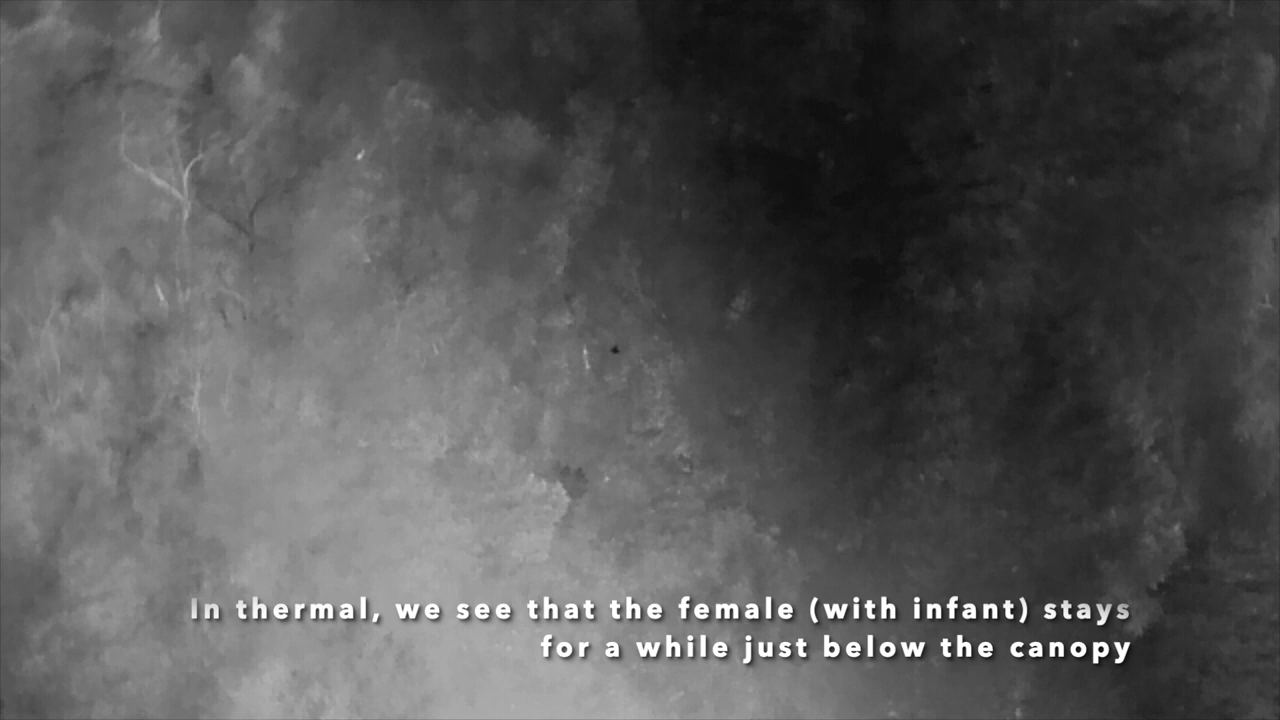 In thermal, we see that the female (with infant) stays
for a while just below the canopy